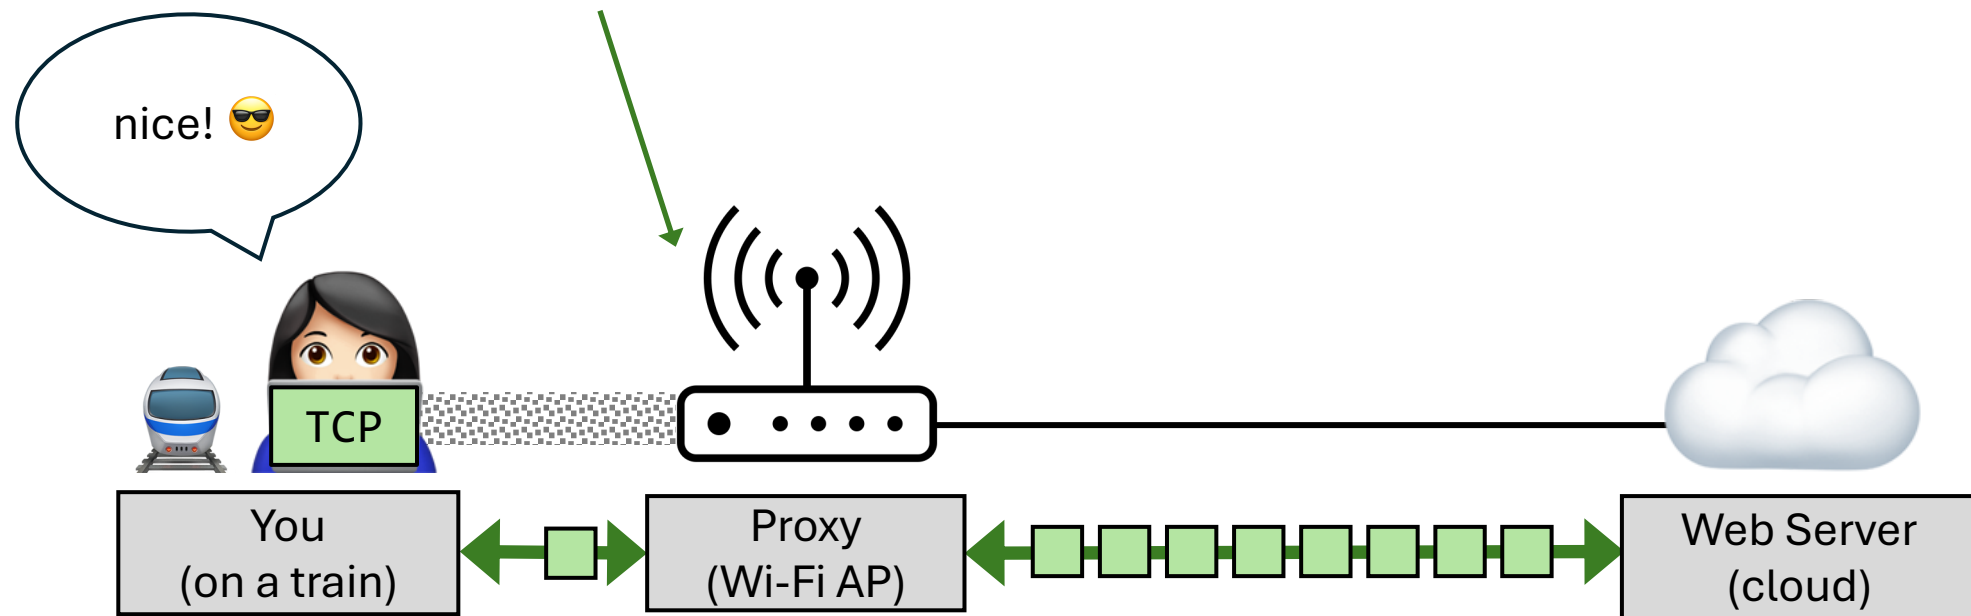 nice! 😎
TCP
You
(on a train)
Proxy
(Wi-Fi AP)
Web Server
(cloud)